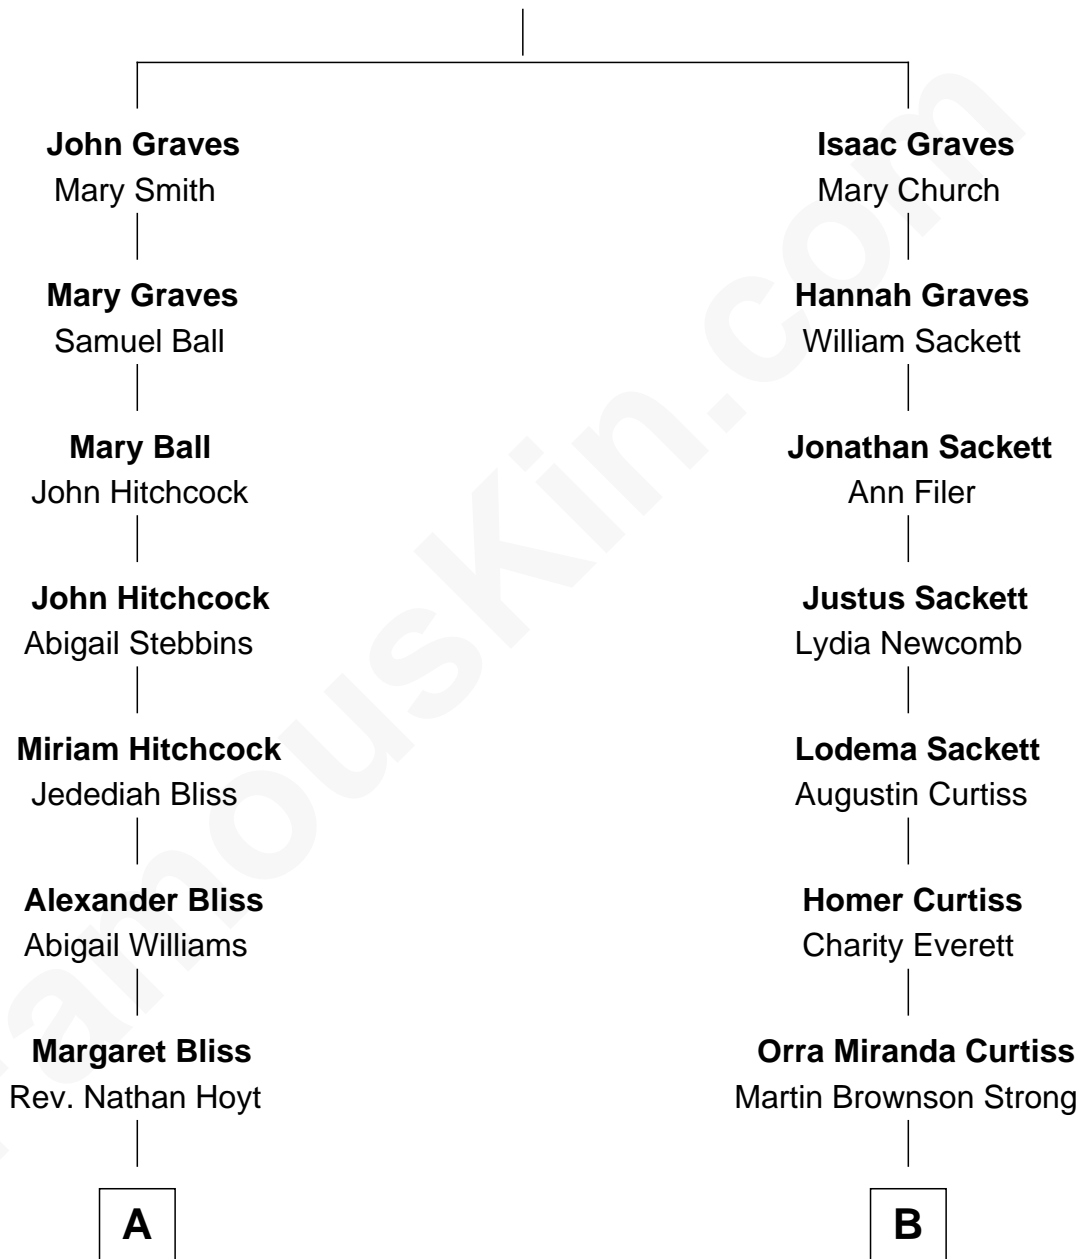 John Graves
Mary Smith
Mary Graves
Samuel Ball
Mary Ball
John Hitchcock
John Hitchcock
Abigail Stebbins
Miriam Hitchcock
Jedediah Bliss
Alexander Bliss
Abigail Williams
Margaret Bliss
Rev. Nathan Hoyt
A
Isaac Graves
Mary Church
Hannah Graves
William Sackett
Jonathan Sackett
Ann Filer
Justus Sackett
Lydia Newcomb
Lodema Sackett
Augustin Curtiss
Homer Curtiss
Charity Everett
Orra Miranda Curtiss
Martin Brownson Strong
B
FamousKin.com